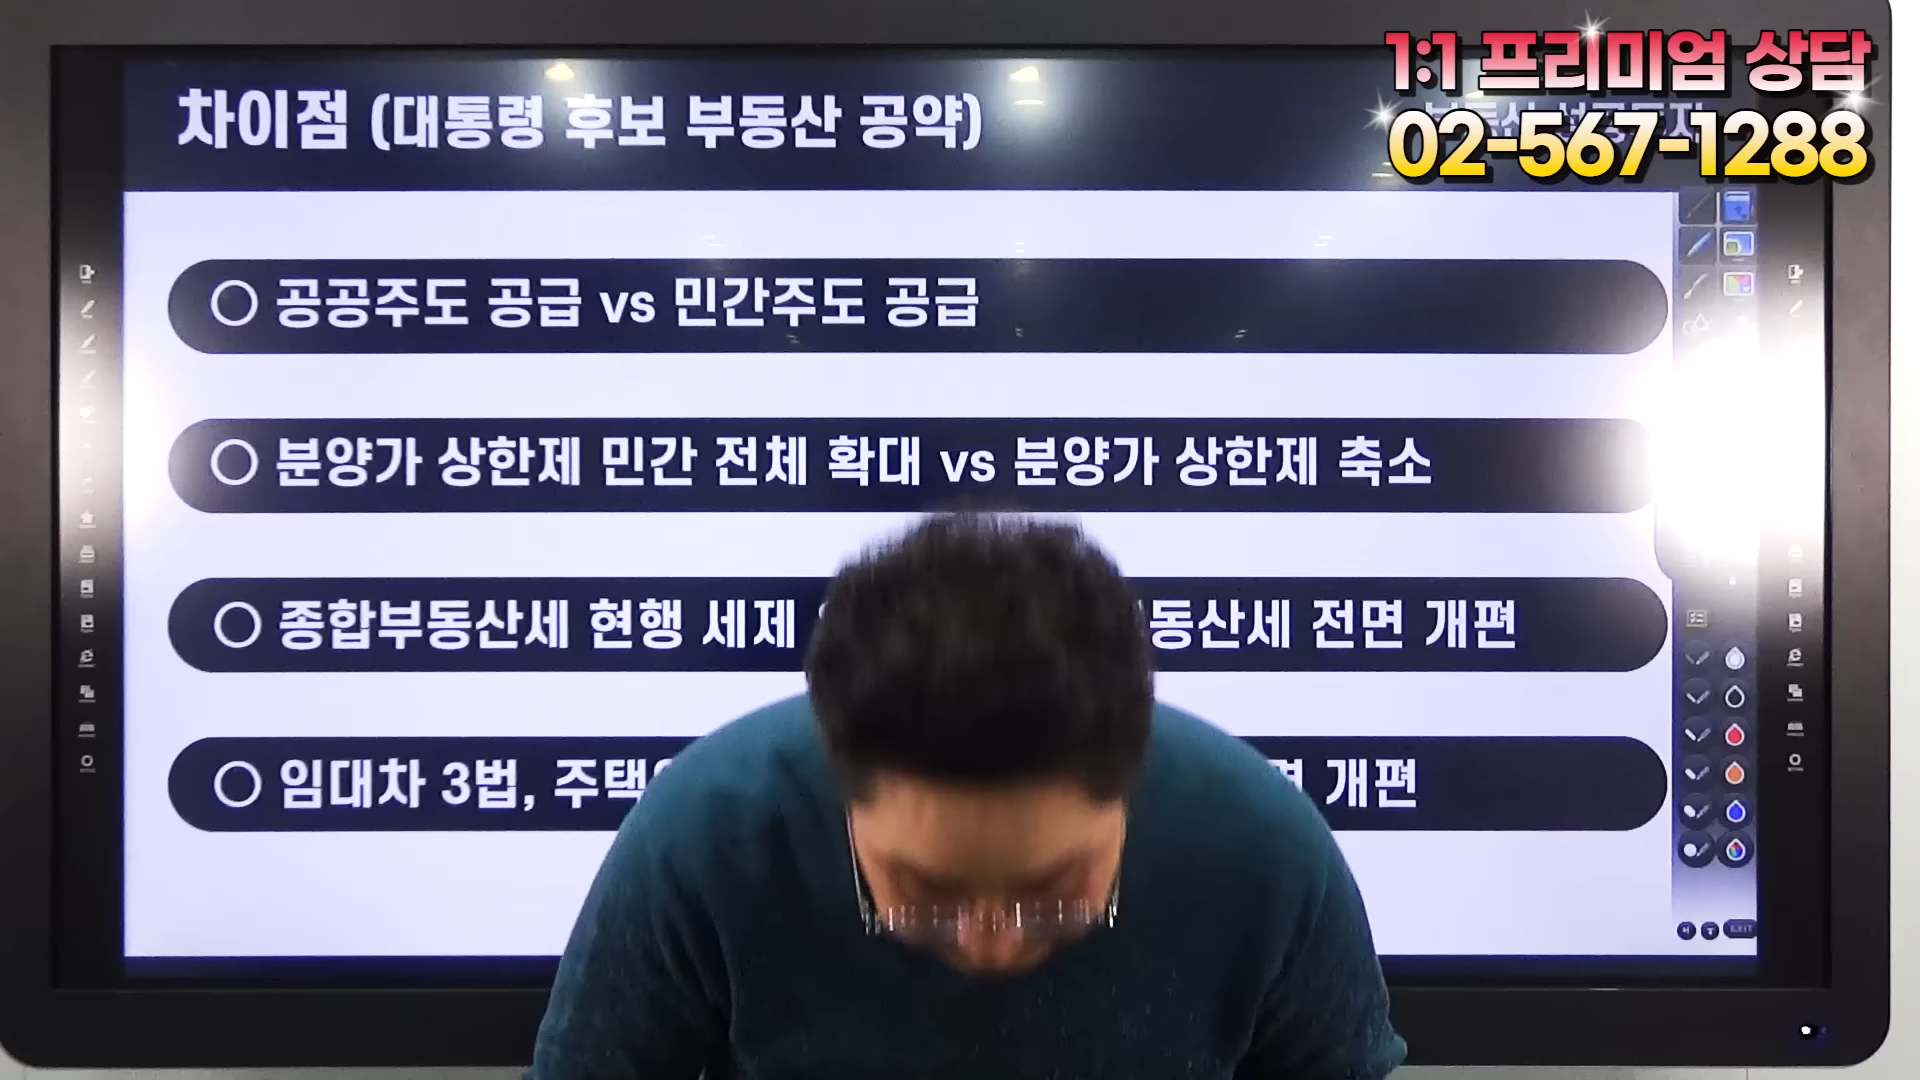 1:1 프리미엄 상담
02-567-1288
차이점 (대통령 후보 부동산 공약)
○ 공공주도 공급 vs 민간주도 공급
○ 분양가 상한제 민간 전체 확대 vs 분양가 상한제 축소
○ 종합부동산세 현행 세제 동산세 전면 개편
○ 임대차 3법, 주택 개편
EXIT